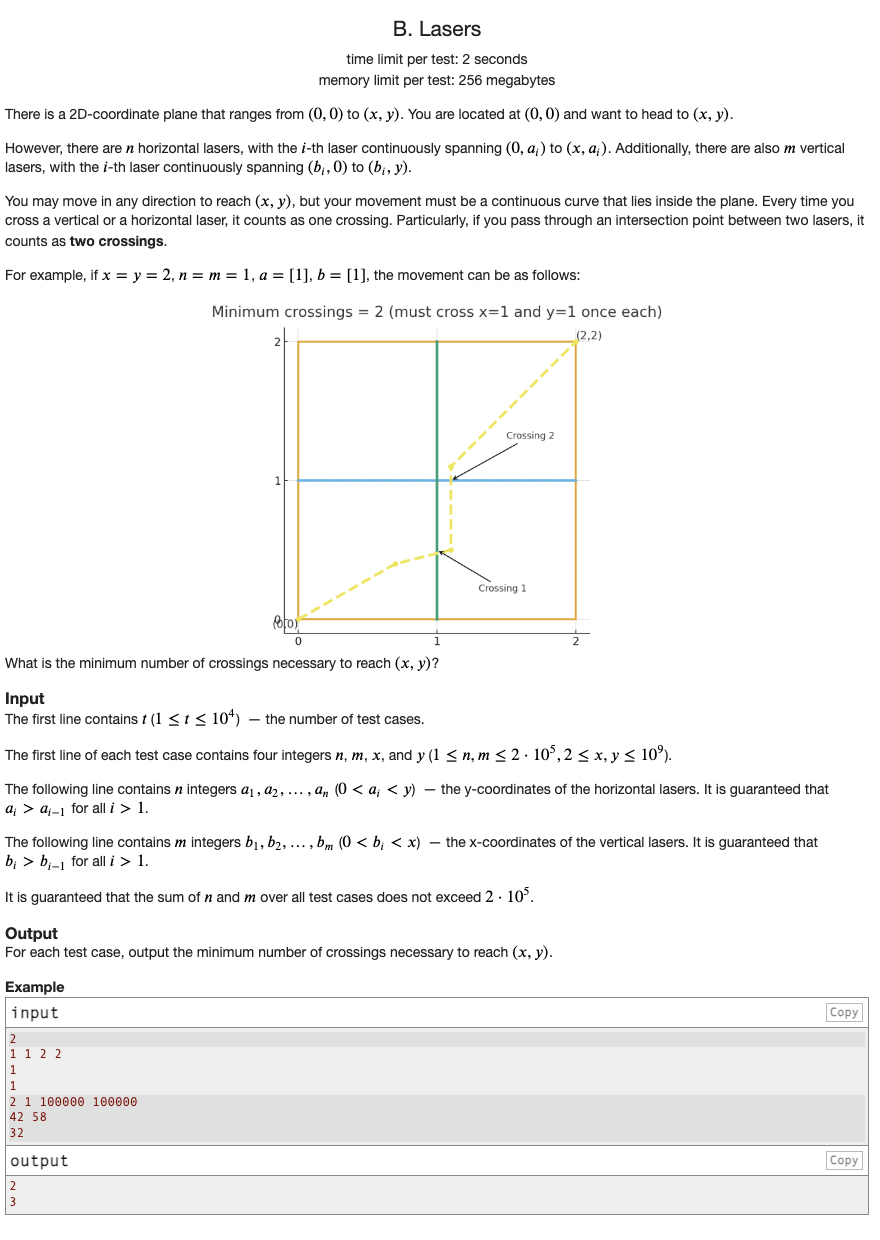 B. Lasers
time limit per test: 2 seconds
memory limit per test: 256 megabytes
There is a 2D-coordinate plane that ranges from (0, 0) to (x, y). You are located at (0, 0) and want to head to (x, y).
However, there are n horizontal lasers, with the i-th laser continuously spanning (0, a_i) to (x, a_i). Additionally, there are also m vertical
lasers, with the i-th laser continuously spanning (b_i, 0) to (b_i, y).
You may move in any direction to reach (x, y), but your movement must be a continuous curve that lies inside the plane. Every time you
cross a vertical or a horizontal laser, it counts as one crossing. Particularly, if you pass through an intersection point between two lasers, it
counts as two crossings.
For example, if x = y = 2, n = m = 1, a = [1], b = [1], the movement can be as follows:
Minimum crossings = 2 (must cross x=1 and y=1 once each)
2
(2,2)
Crossing 2
1
Crossing 1
0
(0,0)
0 1 2
What is the minimum number of crossings necessary to reach (x, y)?
Input
The first line contains t (1 ≤ t ≤ 10^4) — the number of test cases.
The first line of each test case contains four integers n, m, x, and y (1 ≤ n, m ≤ 2 · 10^5, 2 ≤ x, y ≤ 10^9).
The following line contains n integers a_1, a_2, … , a_n (0 < a_i < y) — the y-coordinates of the horizontal lasers. It is guaranteed that
a_i > a_{i−1} for all i > 1.
The following line contains m integers b_1, b_2, … , b_m (0 < b_i < x) — the x-coordinates of the vertical lasers. It is guaranteed that
b_i > b_{i−1} for all i > 1.
It is guaranteed that the sum of n and m over all test cases does not exceed 2 · 10^5.
Output
For each test case, output the minimum number of crossings necessary to reach (x, y).
Example
input Copy
2
1 1 2 2
1
1
2 1 100000 100000
42 58
32
output Copy
2
3